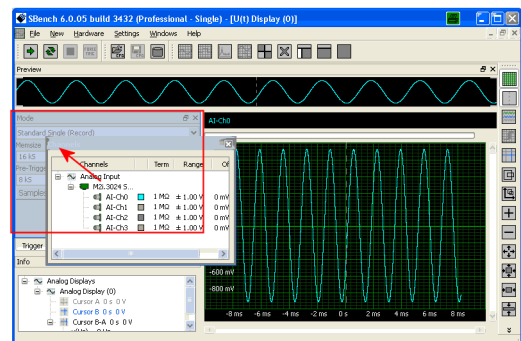 SBench 6.0.05 build 3432 (Professional - Single) - [U(t) Display (0)]
File New Hardware Settings Windows Help
Preview
Mode
Standard Single (Record)
Memsize
16 kS
Pre-Trigge
8 kS
Samples
Channels Term Range Of
Analog Input
M2i.3024 S...
AI-Ch0 1 MΩ ± 1.00 V 0 mV
AI-Ch1 1 MΩ ± 1.00 V 0 mV
AI-Ch2 1 MΩ ± 1.00 V 0 mV
AI-Ch3 1 MΩ ± 1.00 V 0 mV
Trigger
Info
Analog Displays
Analog Display (0)
Cursor A 0 s 0 V
Cursor B 0 s 0 V
Cursor B-A 0 s 0 V
AI-Ch0
-600 mV
-800 mV
-8 ms -6 ms -4 ms -2 ms 0 s 2 ms 4 ms 6 ms 8 ms